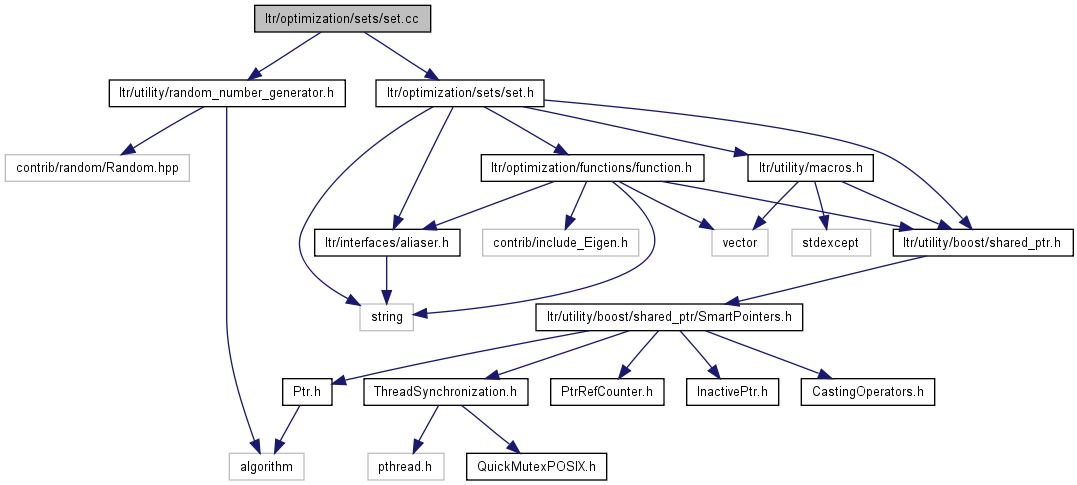 ltr/optimization/sets/set.cc
ltr/utility/random_number_generator.h
ltr/optimization/sets/set.h
contrib/random/Random.hpp
ltr/optimization/functions/function.h
ltr/utility/macros.h
ltr/interfaces/aliaser.h
contrib/include_Eigen.h
vector
stdexcept
ltr/utility/boost/shared_ptr.h
string
ltr/utility/boost/shared_ptr/SmartPointers.h
Ptr.h
ThreadSynchronization.h
PtrRefCounter.h
InactivePtr.h
CastingOperators.h
algorithm
pthread.h
QuickMutexPOSIX.h